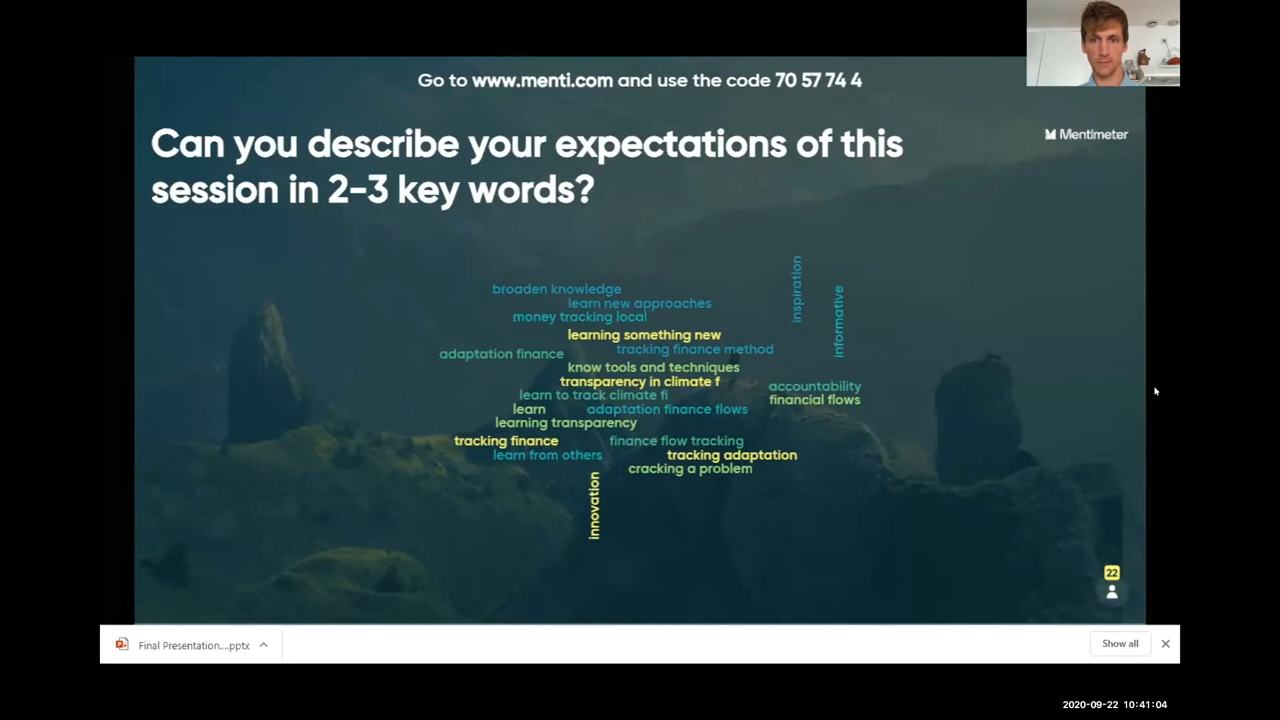 Go to www.menti.com and use the code 70 57 74 4
Mentimeter
Can you describe your expectations of this
session in 2-3 key words?
inspiration
informative
broaden knowledge
learn new approaches
money tracking local
learning something new
tracking finance method
adaptation finance
know tools and techniques
transparency in climate f
accountability
learn to track climate fi
financial flows
learn
adaptation finance flows
learning transparency
tracking finance
finance flow tracking
learn from others
tracking adaptation
cracking a problem
innovation
22
Final Presentation....pptx
Show all
2020-09-22 10:41:04